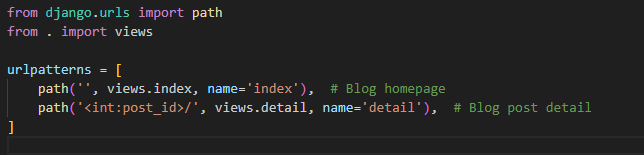 from django.urls import path
from . import views

urlpatterns = [
    path('', views.index, name='index'),  # Blog homepage
    path('<int:post_id>/', views.detail, name='detail'),  # Blog post detail
]